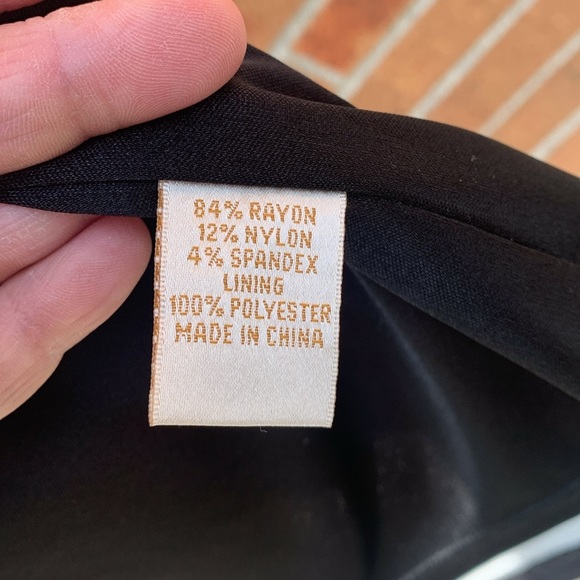 84% RAYON
12% NYLON
4% SPANDEX
LINING
100% POLYESTER
MADE IN CHINA